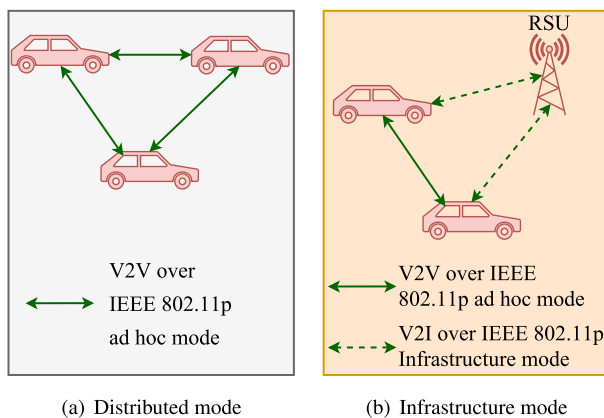 V2V over
IEEE 802.11p
ad hoc mode
RSU
V2V over IEEE
802.11p ad hoc mode
V2I over IEEE 802.11p
Infrastructure mode
(a) Distributed mode
(b) Infrastructure mode